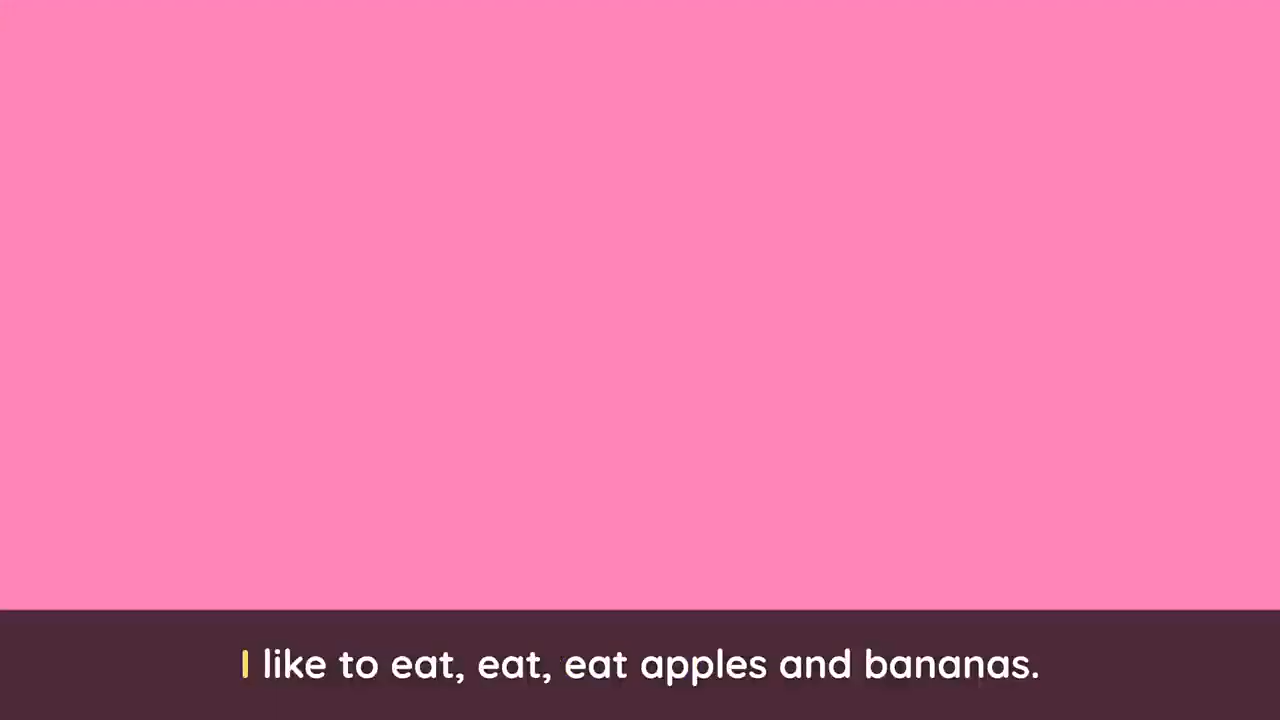 I like to eat, eat, eat apples and bananas.